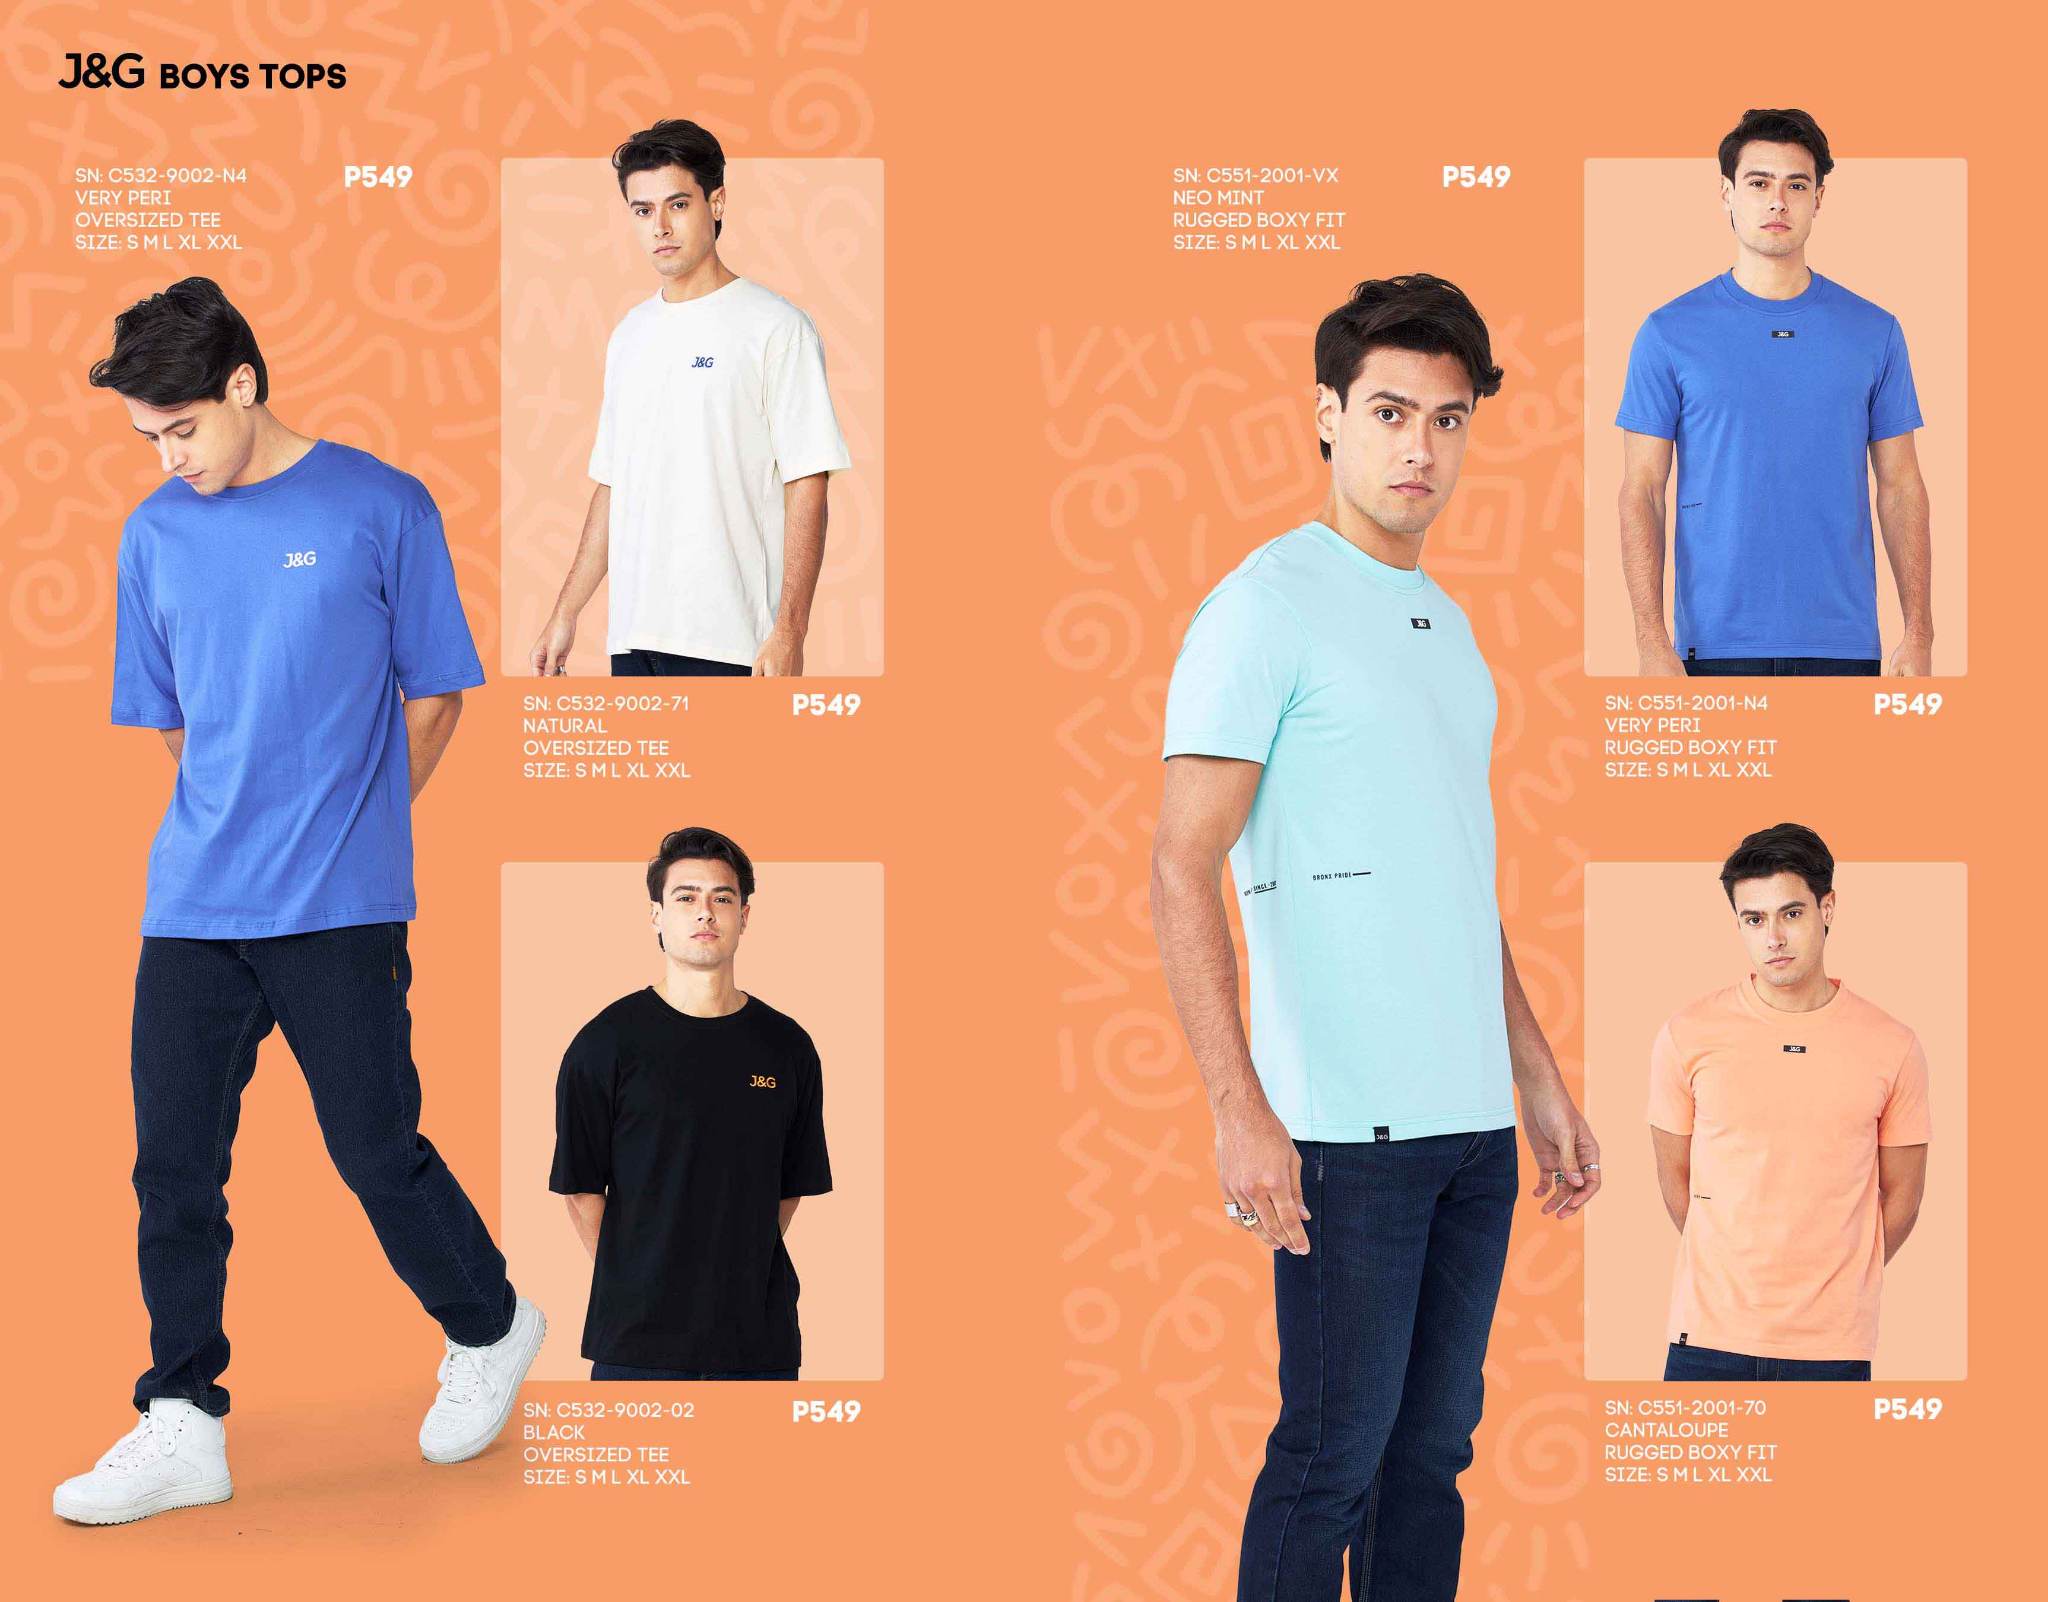 J&G BOYS TOPS
SN: C532-9002-N4
VERY PERI
OVERSIZED TEE
SIZE: S M L XL XXL
P549
J&G
J&G
SN: C532-9002-71
NATURAL
OVERSIZED TEE
SIZE: S M L XL XXL
P549
J&G
SN: C532-9002-02
BLACK
OVERSIZED TEE
SIZE: S M L XL XXL
P549
SN: C551-2001-VX
NEO MINT
RUGGED BOXY FIT
SIZE: S M L XL XXL
P549
J&G
BRONX PRIDE
SINCE
J&G
J&G
SN: C551-2001-N4
VERY PERI
RUGGED BOXY FIT
SIZE: S M L XL XXL
P549
J&G
SN: C551-2001-70
CANTALOUPE
RUGGED BOXY FIT
SIZE: S M L XL XXL
P549